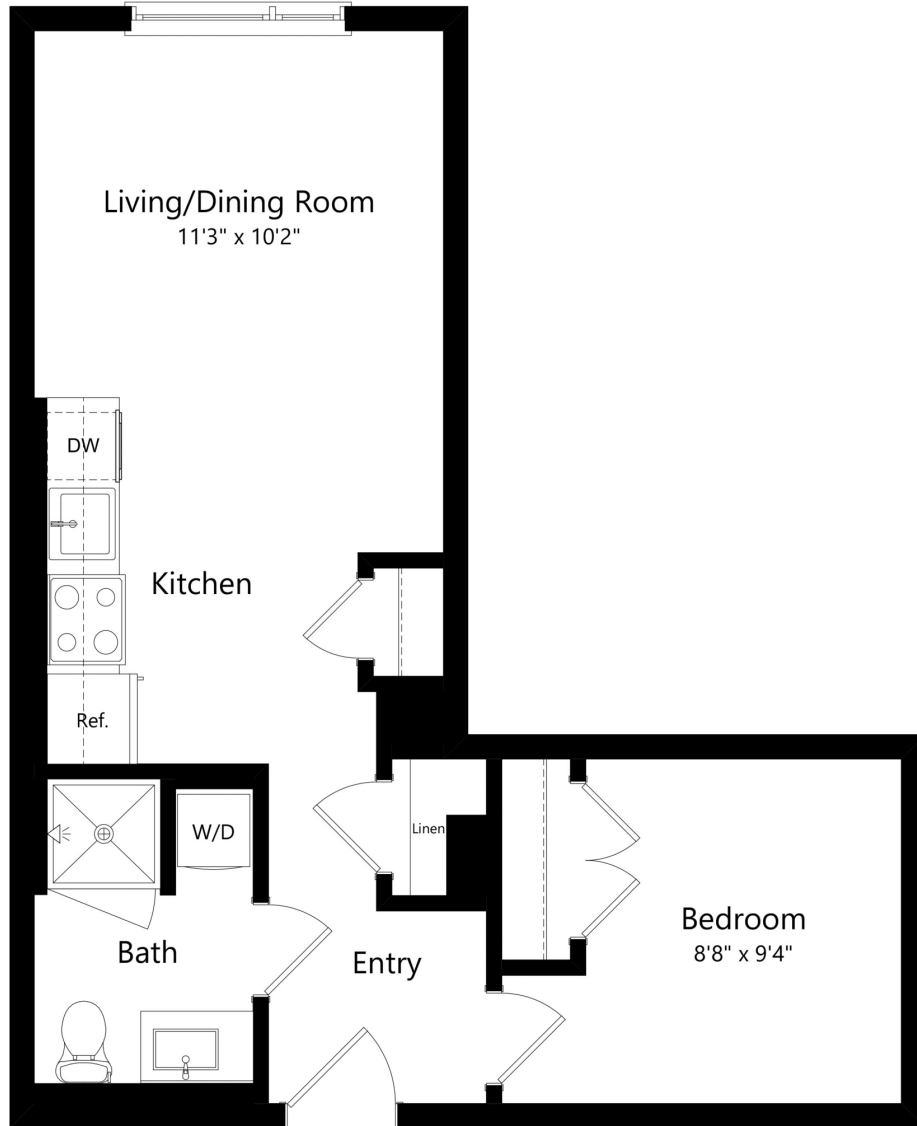 Living/Dining Room
11'3" x 10'2"
DW
Kitchen
Ref.
W/D
Linen
Bedroom
8'8" x 9'4"
Bath
Entry